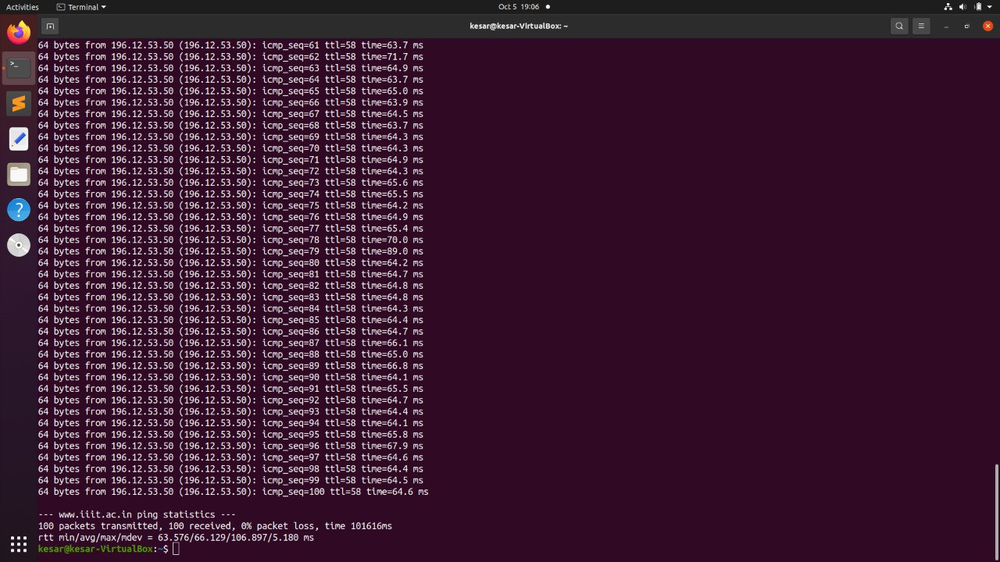 Activities Terminal Oct 5 19:06
kesar@kesar-VirtualBox: ~
64 bytes from 196.12.53.50 (196.12.53.50): icmp_seq=61 ttl=58 time=63.7 ms
64 bytes from 196.12.53.50 (196.12.53.50): icmp_seq=62 ttl=58 time=71.7 ms
64 bytes from 196.12.53.50 (196.12.53.50): icmp_seq=63 ttl=58 time=64.9 ms
64 bytes from 196.12.53.50 (196.12.53.50): icmp_seq=64 ttl=58 time=63.7 ms
64 bytes from 196.12.53.50 (196.12.53.50): icmp_seq=65 ttl=58 time=65.0 ms
64 bytes from 196.12.53.50 (196.12.53.50): icmp_seq=66 ttl=58 time=63.9 ms
64 bytes from 196.12.53.50 (196.12.53.50): icmp_seq=67 ttl=58 time=64.5 ms
64 bytes from 196.12.53.50 (196.12.53.50): icmp_seq=68 ttl=58 time=63.7 ms
64 bytes from 196.12.53.50 (196.12.53.50): icmp_seq=69 ttl=58 time=64.3 ms
64 bytes from 196.12.53.50 (196.12.53.50): icmp_seq=70 ttl=58 time=64.3 ms
64 bytes from 196.12.53.50 (196.12.53.50): icmp_seq=71 ttl=58 time=64.9 ms
64 bytes from 196.12.53.50 (196.12.53.50): icmp_seq=72 ttl=58 time=64.3 ms
64 bytes from 196.12.53.50 (196.12.53.50): icmp_seq=73 ttl=58 time=65.6 ms
64 bytes from 196.12.53.50 (196.12.53.50): icmp_seq=74 ttl=58 time=65.5 ms
64 bytes from 196.12.53.50 (196.12.53.50): icmp_seq=75 ttl=58 time=64.2 ms
64 bytes from 196.12.53.50 (196.12.53.50): icmp_seq=76 ttl=58 time=64.9 ms
64 bytes from 196.12.53.50 (196.12.53.50): icmp_seq=77 ttl=58 time=65.4 ms
64 bytes from 196.12.53.50 (196.12.53.50): icmp_seq=78 ttl=58 time=70.0 ms
64 bytes from 196.12.53.50 (196.12.53.50): icmp_seq=79 ttl=58 time=89.0 ms
64 bytes from 196.12.53.50 (196.12.53.50): icmp_seq=80 ttl=58 time=64.2 ms
64 bytes from 196.12.53.50 (196.12.53.50): icmp_seq=81 ttl=58 time=64.7 ms
64 bytes from 196.12.53.50 (196.12.53.50): icmp_seq=82 ttl=58 time=64.8 ms
64 bytes from 196.12.53.50 (196.12.53.50): icmp_seq=83 ttl=58 time=64.8 ms
64 bytes from 196.12.53.50 (196.12.53.50): icmp_seq=84 ttl=58 time=64.3 ms
64 bytes from 196.12.53.50 (196.12.53.50): icmp_seq=85 ttl=58 time=64.4 ms
64 bytes from 196.12.53.50 (196.12.53.50): icmp_seq=86 ttl=58 time=64.7 ms
64 bytes from 196.12.53.50 (196.12.53.50): icmp_seq=87 ttl=58 time=66.1 ms
64 bytes from 196.12.53.50 (196.12.53.50): icmp_seq=88 ttl=58 time=65.0 ms
64 bytes from 196.12.53.50 (196.12.53.50): icmp_seq=89 ttl=58 time=66.8 ms
64 bytes from 196.12.53.50 (196.12.53.50): icmp_seq=90 ttl=58 time=64.1 ms
64 bytes from 196.12.53.50 (196.12.53.50): icmp_seq=91 ttl=58 time=65.5 ms
64 bytes from 196.12.53.50 (196.12.53.50): icmp_seq=92 ttl=58 time=64.7 ms
64 bytes from 196.12.53.50 (196.12.53.50): icmp_seq=93 ttl=58 time=64.4 ms
64 bytes from 196.12.53.50 (196.12.53.50): icmp_seq=94 ttl=58 time=64.1 ms
64 bytes from 196.12.53.50 (196.12.53.50): icmp_seq=95 ttl=58 time=65.8 ms
64 bytes from 196.12.53.50 (196.12.53.50): icmp_seq=96 ttl=58 time=67.9 ms
64 bytes from 196.12.53.50 (196.12.53.50): icmp_seq=97 ttl=58 time=64.6 ms
64 bytes from 196.12.53.50 (196.12.53.50): icmp_seq=98 ttl=58 time=64.4 ms
64 bytes from 196.12.53.50 (196.12.53.50): icmp_seq=99 ttl=58 time=64.5 ms
64 bytes from 196.12.53.50 (196.12.53.50): icmp_seq=100 ttl=58 time=64.6 ms
--- www.iiit.ac.in ping statistics ---
100 packets transmitted, 100 received, 0% packet loss, time 101616ms
rtt min/avg/max/mdev = 63.576/66.129/106.897/5.180 ms
kesar@kesar-VirtualBox:~$